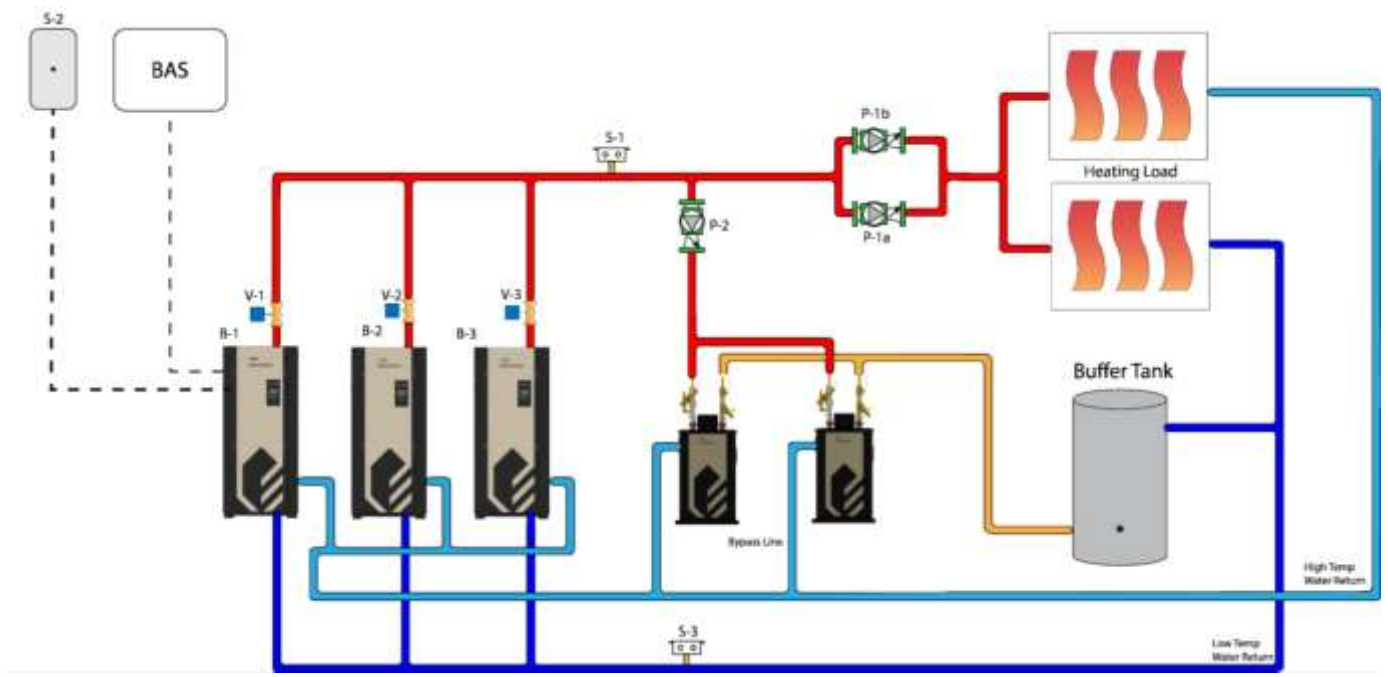 S-2
BAS
S-1
P-1b
Heating Load
P-2
P-1a
V-1
V-2
V-3
B-1
B-2
B-3
Buffer Tank
Bypass Line
High Temp
Water Return
S-3
Low Temp
Water Return